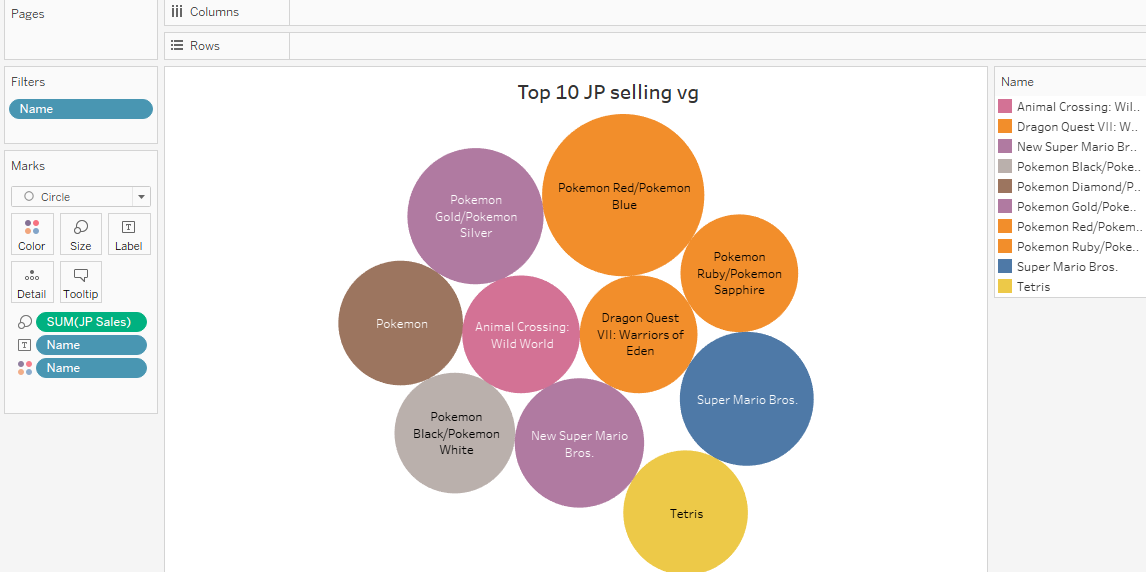 Pages
Columns
Rows
Filters
Name
Marks
Circle
Color
Size
Label
Detail
Tooltip
SUM(JP Sales)
Name
Name
Top 10 JP selling vg
Pokemon Red/Pokemon
Blue
Pokemon
Gold/Pokemon
Silver
Pokemon
Ruby/Pokemon
Sapphire
Pokemon
Animal Crossing:
Wild World
Dragon Quest
VII: Warriors of
Eden
Super Mario Bros.
Pokemon
Black/Pokemon
White
New Super Mario
Bros.
Tetris
Name
Animal Crossing: Wil..
Dragon Quest VII: W..
New Super Mario Br..
Pokemon Black/Poke..
Pokemon Diamond/P..
Pokemon Gold/Poke..
Pokemon Red/Pokem..
Pokemon Ruby/Poke..
Super Mario Bros.
Tetris